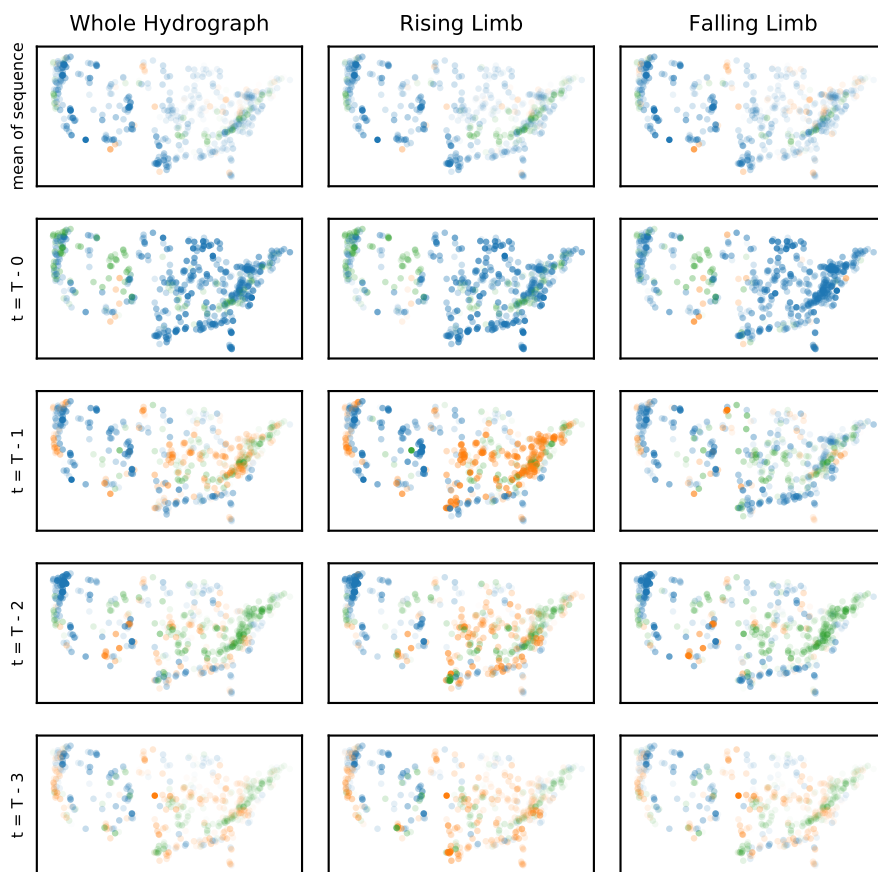 Whole Hydrograph
Rising Limb
Falling Limb
mean of sequence
t = T - 0
t = T - 1
t = T - 2
t = T - 3